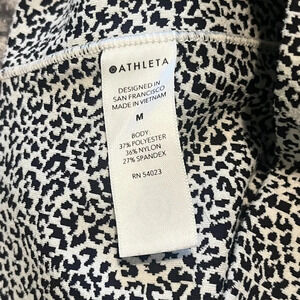 ATHLETA
DESIGNED IN
SAN FRANCISCO
MADE IN VIETNAM
M
BODY:
37% POLYESTER
36% NYLON
27% SPANDEX
RN 54023